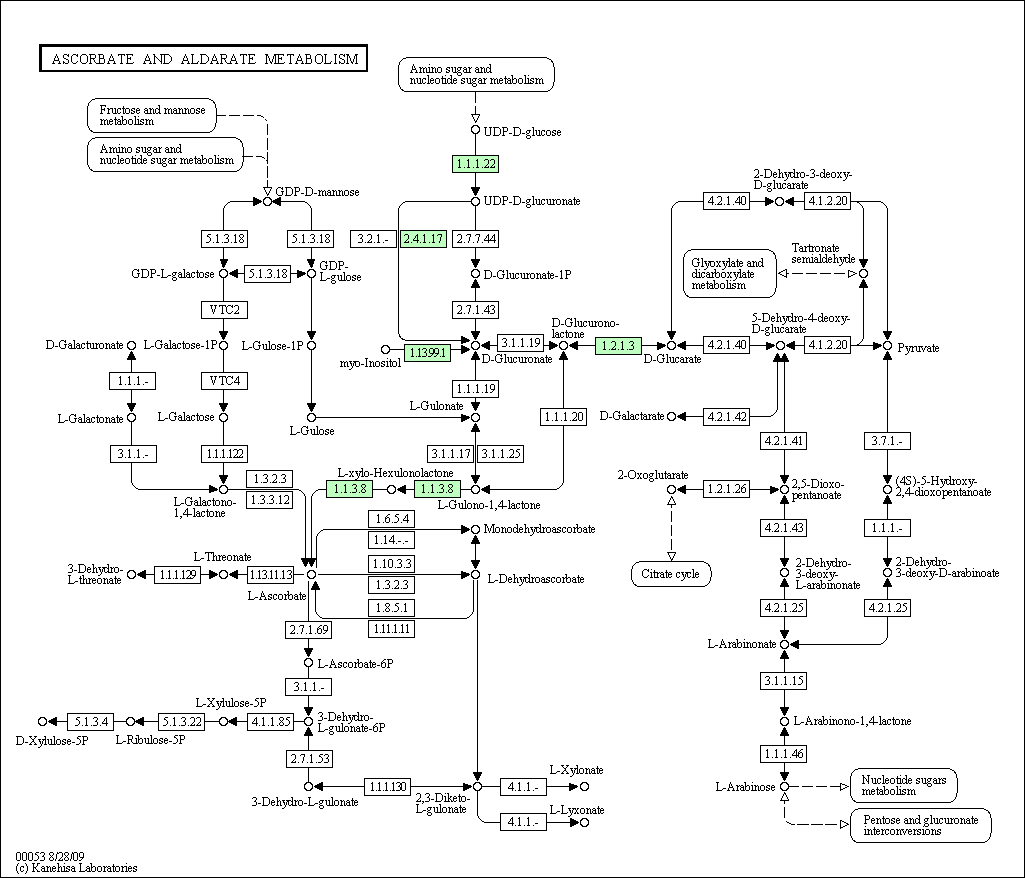 ASCORBATE AND ALDARATE METABOLISM
Amino sugar and
nucleotide sugar metabolism
Fructose and mannose
metabolism
UDP-D-glucose
Amino sugar and
nucleotide sugar metabolism
1.1.1.22
2-Dehydro-3-deoxy-
D-glucarate
GDP-D-mannose
UDP-D-glucuronate
4.2.1.40
4.1.2.20
5.1.3.18
5.1.3.18
3.2.1.-
2.4.1.17
2.7.7.44
Tartronate
semialdehyde
GDP-L-galactose
5.1.3.18
GDP-
L-gulose
D-Glucuronate-1P
Glyoxylate and
dicarboxylate
metabolism
VTC2
2.7.1.43
D-Glucurono-
lactone
5-Dehydro-4-deoxy-
D-glucarate
D-Galacturonate
L-Galactose-1P
L-Gulose-1P
3.1.1.19
1.2.1.3
4.2.1.40
4.1.2.20
Pyruvate
myo-Inositol
1.13.99.1
D-Glucuronate
D-Glucarate
1.1.1.-
VTC4
1.1.1.19
L-Galactonate
L-Galactose
L-Gulose
L-Gulonate
1.1.1.20
D-Galactarate
4.2.1.42
3.1.1.-
1.1.1.122
3.1.1.17
3.1.1.25
4.2.1.41
3.7.1.-
L-xylo-Hexulonolactone
1.3.2.3
1.3.3.12
1.1.3.8
1.1.3.8
2-Oxoglutarate
1.2.1.26
2,5-Dioxo-
pentanoate
(4S)-5-Hydroxy-
2,4-dioxopentanoate
L-Galactono-
1,4-lactone
L-Gulono-1,4-lactone
1.6.5.4
1.14.-.-
Monodehydroascorbate
4.2.1.43
1.1.1.-
3-Dehydro-
L-threonate
1.1.1.129
L-Threonate
1.13.11.13
L-Ascorbate
1.10.3.3
1.3.2.3
L-Dehydroascorbate
Citrate cycle
2-Dehydro-
3-deoxy-
L-arabinonate
2-Dehydro-
3-deoxy-D-arabinoate
1.8.5.1
1.11.1.11
4.2.1.25
4.2.1.25
2.7.1.69
L-Arabinonate
L-Ascorbate-6P
3.1.1.-
3.1.1.15
D-Xylulose-5P
5.1.3.4
L-Ribulose-5P
5.1.3.22
L-Xylulose-5P
4.1.1.85
3-Dehydro-
L-gulonate-6P
L-Arabinono-1,4-lactone
2.7.1.53
1.1.1.46
3-Dehydro-L-gulonate
1.1.1.130
2,3-Diketo-
L-gulonate
4.1.1.-
L-Xylonate
L-Arabinose
Nucleotide sugars
metabolism
4.1.1.-
L-Lyxonate
Pentose and glucuronate
interconversions
00053 8/28/09
(c) Kanehisa Laboratories